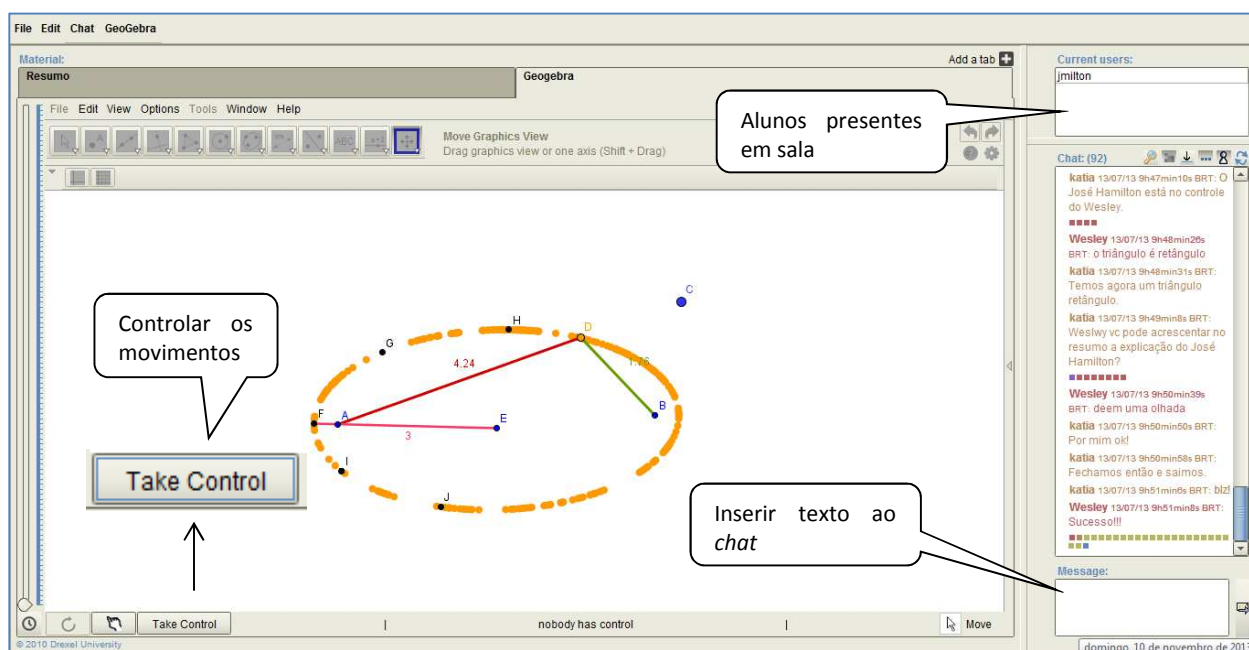 File Edit Chat GeoGebra
Material:
Add a tab
Resumo
Geogebra
File Edit View Options Tools Window Help
ABC
a=2
Move Graphics View
Drag graphics view or one axis (Shift + Drag)
Alunos presentes
em sala
Controlar os
movimentos
Take Control
H
D
C
G
4.24
1.76
F
A
E
B
3
I
J
Inserir texto ao
chat
Take Control
nobody has control
Move
© 2010 Drexel University
Current users:
jmilton
Chat: (92)
katia 13/07/13 9h47min10s BRT: O
José Hamilton está no controle
do Wesley.
Wesley 13/07/13 9h48min26s
BRT: o triângulo é retângulo
katia 13/07/13 9h48min31s BRT:
Temos agora um triângulo
retângulo.
katia 13/07/13 9h49min8s BRT:
Weslwy vc pode acrescentar no
resumo a explicação do José
Hamilton?
Wesley 13/07/13 9h50min39s
BRT: deem uma olhada
katia 13/07/13 9h50min50s BRT:
Por mim ok!
katia 13/07/13 9h50min58s BRT:
Fechamos então e saimos.
katia 13/07/13 9h51min6s BRT: blz!
Wesley 13/07/13 9h51min8s BRT:
Sucesso!!!
Message:
domingo, 10 de novembro de 2013